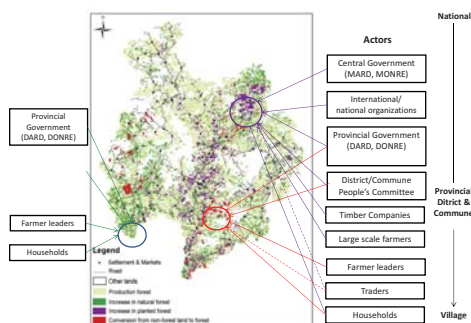 National
Actors
Central Government
(MARD, MONRE)
International/
national organizations
Provincial
Government
(DARD, DONRE)
Provincial Government
(DARD, DONRE)
District/Commune
People's Committee
Provincial
Ditrict &
Commune
Timber Companies
Farmer leaders
Large scale farmers
Households
Farmer leaders
Traders
Households
Village
Legend
Settlement & Markets
Road
Other lands
Production forest
Increase in natural forest
Increase in planted forest
Conversion from non-forest land to forest